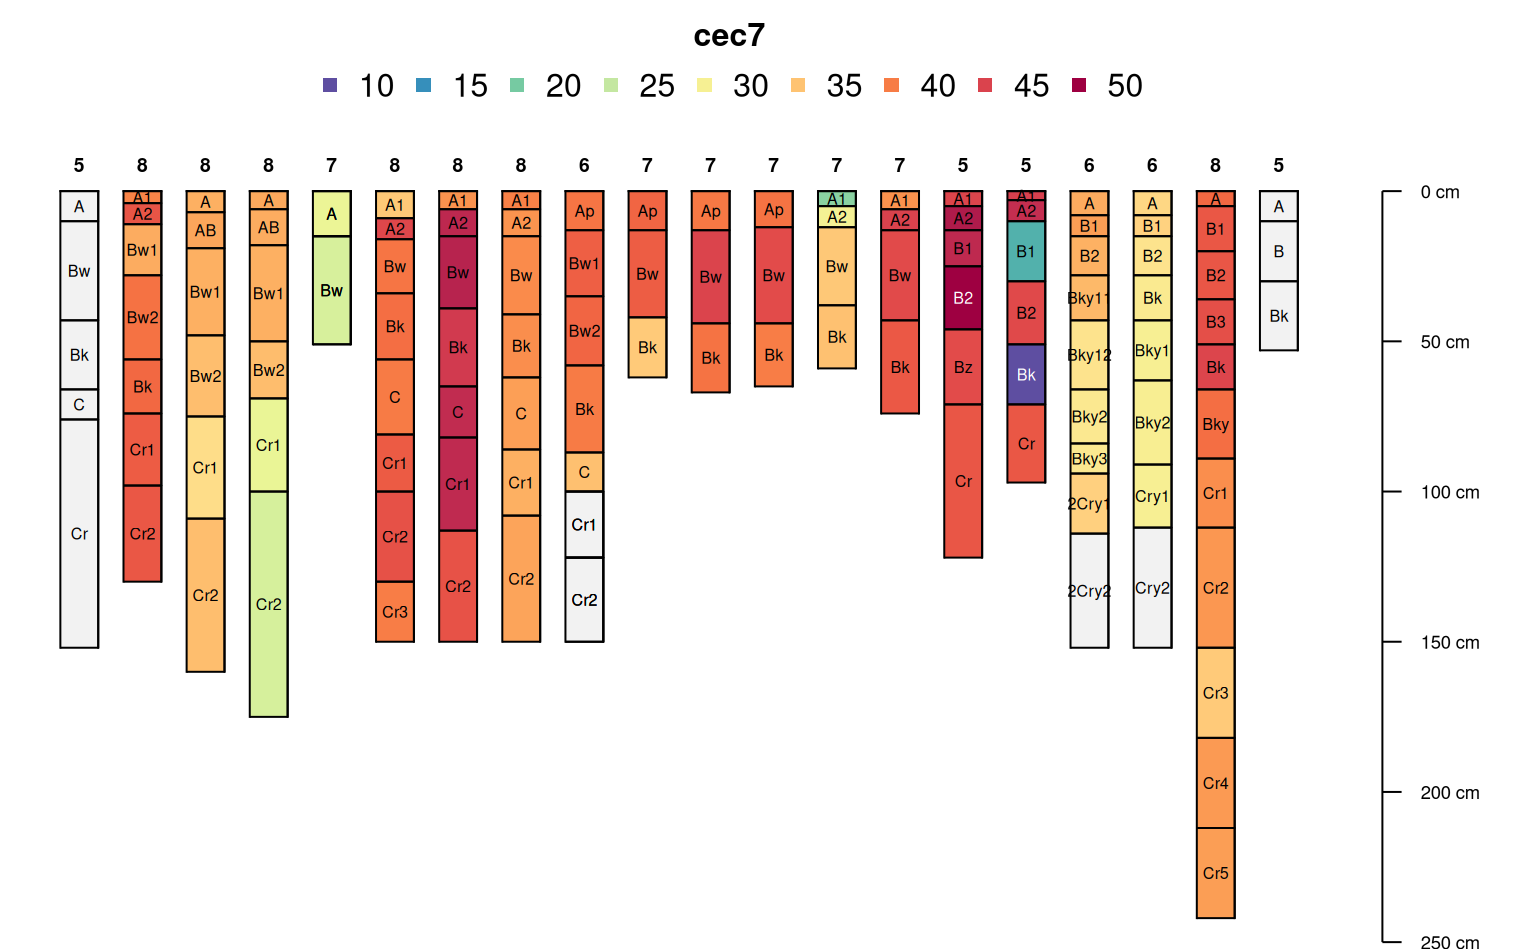 cec7
10 15 20 25 30 35 40 45 50
5 8 8 8 7 8 8 8 6 7 7 7 7 7 5 5 6 6 8 5
A Bw Bk C Cr
A1 A2 Bw1 Bw2 Bk Cr1 Cr2
A AB Bw1 Bw2 Cr1 Cr2
A AB Bw1 Bw2 Cr1 Cr2
A Bw
A1 A2 Bw Bk C Cr1 Cr2 Cr3
A1 A2 Bw Bk C Cr1 Cr2
A1 A2 Bw Bk C Cr1 Cr2
Ap Bw1 Bw2 Bk C Cr1 Cr2
Ap Bw Bk
Ap Bw Bk
Ap Bw Bk
A1 A2 Bw Bk
A1 A2 Bw Bk
A1 A2 B1 B2 Bz Cr
A1 A2 B1 B2 Bk Cr
A B1 B2 Bky11 Bky12 Bky2 Bky3 2Cry1 2Cry2
A B1 B2 Bk Bky1 Bky2 Cry1 Cry2
A B1 B2 B3 Bk Bky Cr1 Cr2 Cr3 Cr4 Cr5
A B Bk
0 cm
50 cm
100 cm
150 cm
200 cm
250 cm